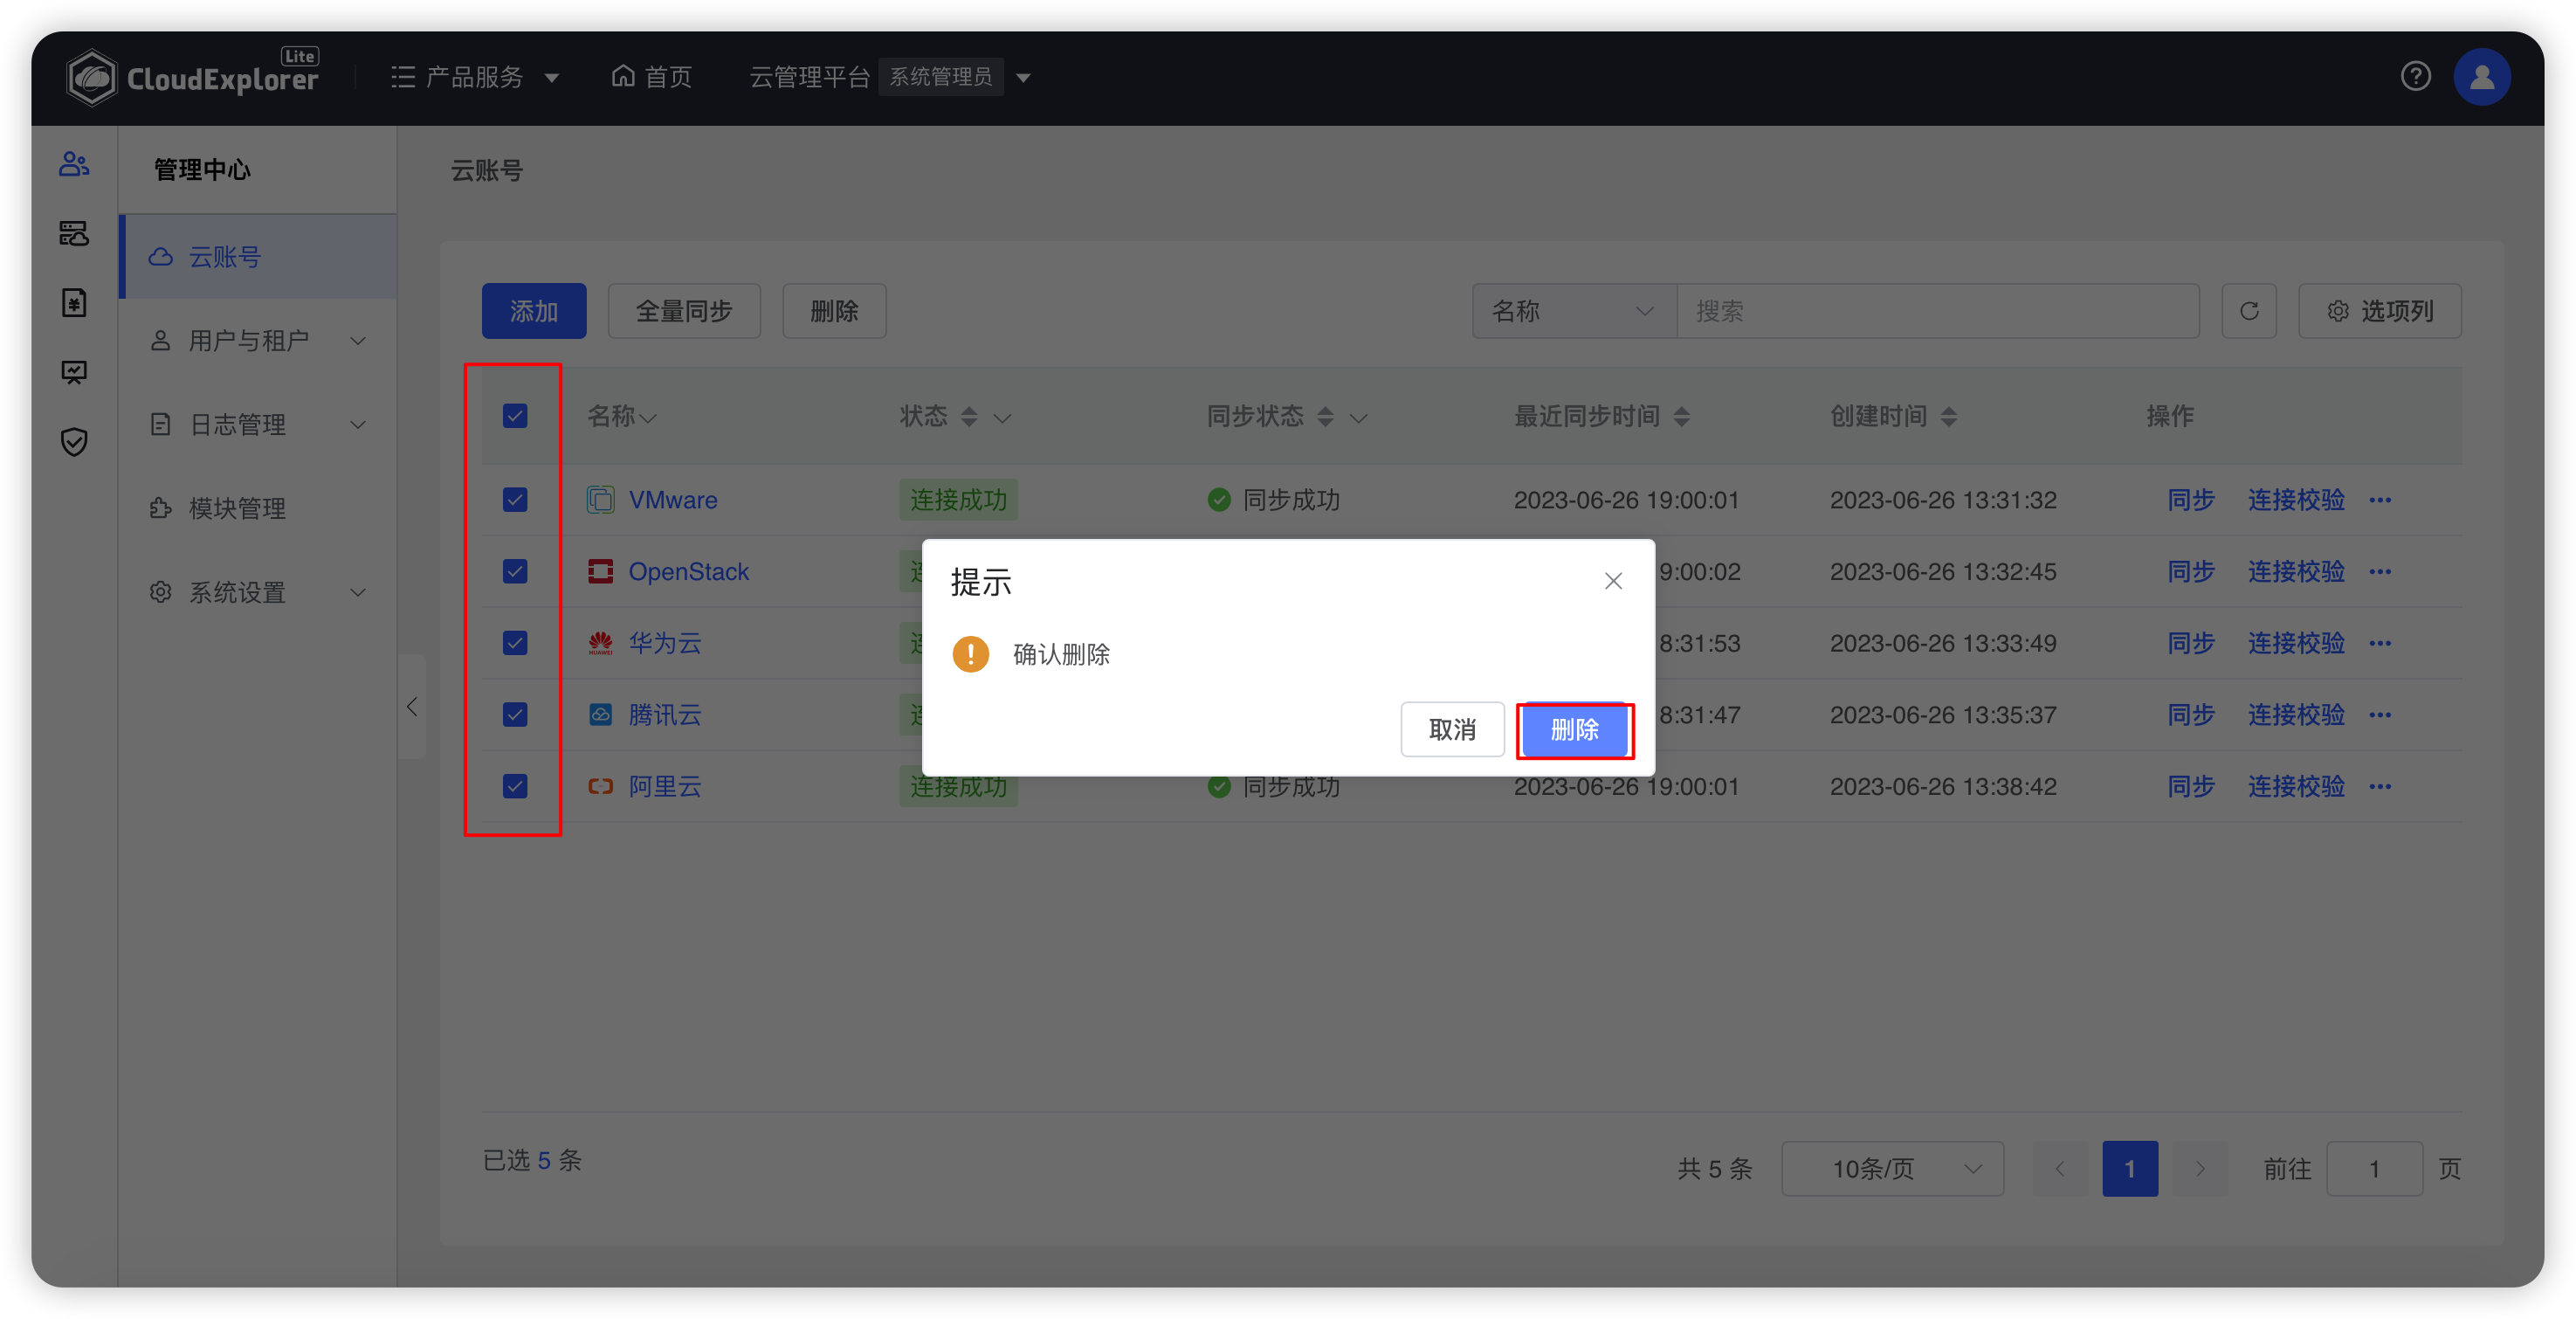 CloudExplorer Lite 产品服务 首页 云管理平台 系统管理员
管理中心
云账号
用户与租户
日志管理
模块管理
系统设置
云账号
添加 全量同步 删除 名称 搜索 选项列
名称 状态 同步状态 最近同步时间 创建时间 操作
VMware 连接成功 同步成功 2023-06-26 19:00:01 2023-06-26 13:31:32 同步 连接校验
OpenStack 连 9:00:02 2023-06-26 13:32:45 同步 连接校验
HUAWEI 华为云 连 8:31:53 2023-06-26 13:33:49 同步 连接校验
腾讯云 连 8:31:47 2023-06-26 13:35:37 同步 连接校验
阿里云 连接成功 同步成功 2023-06-26 19:00:01 2023-06-26 13:38:42 同步 连接校验
提示
确认删除
取消 删除
已选 5 条
共 5 条 10条/页 1 前往 1 页